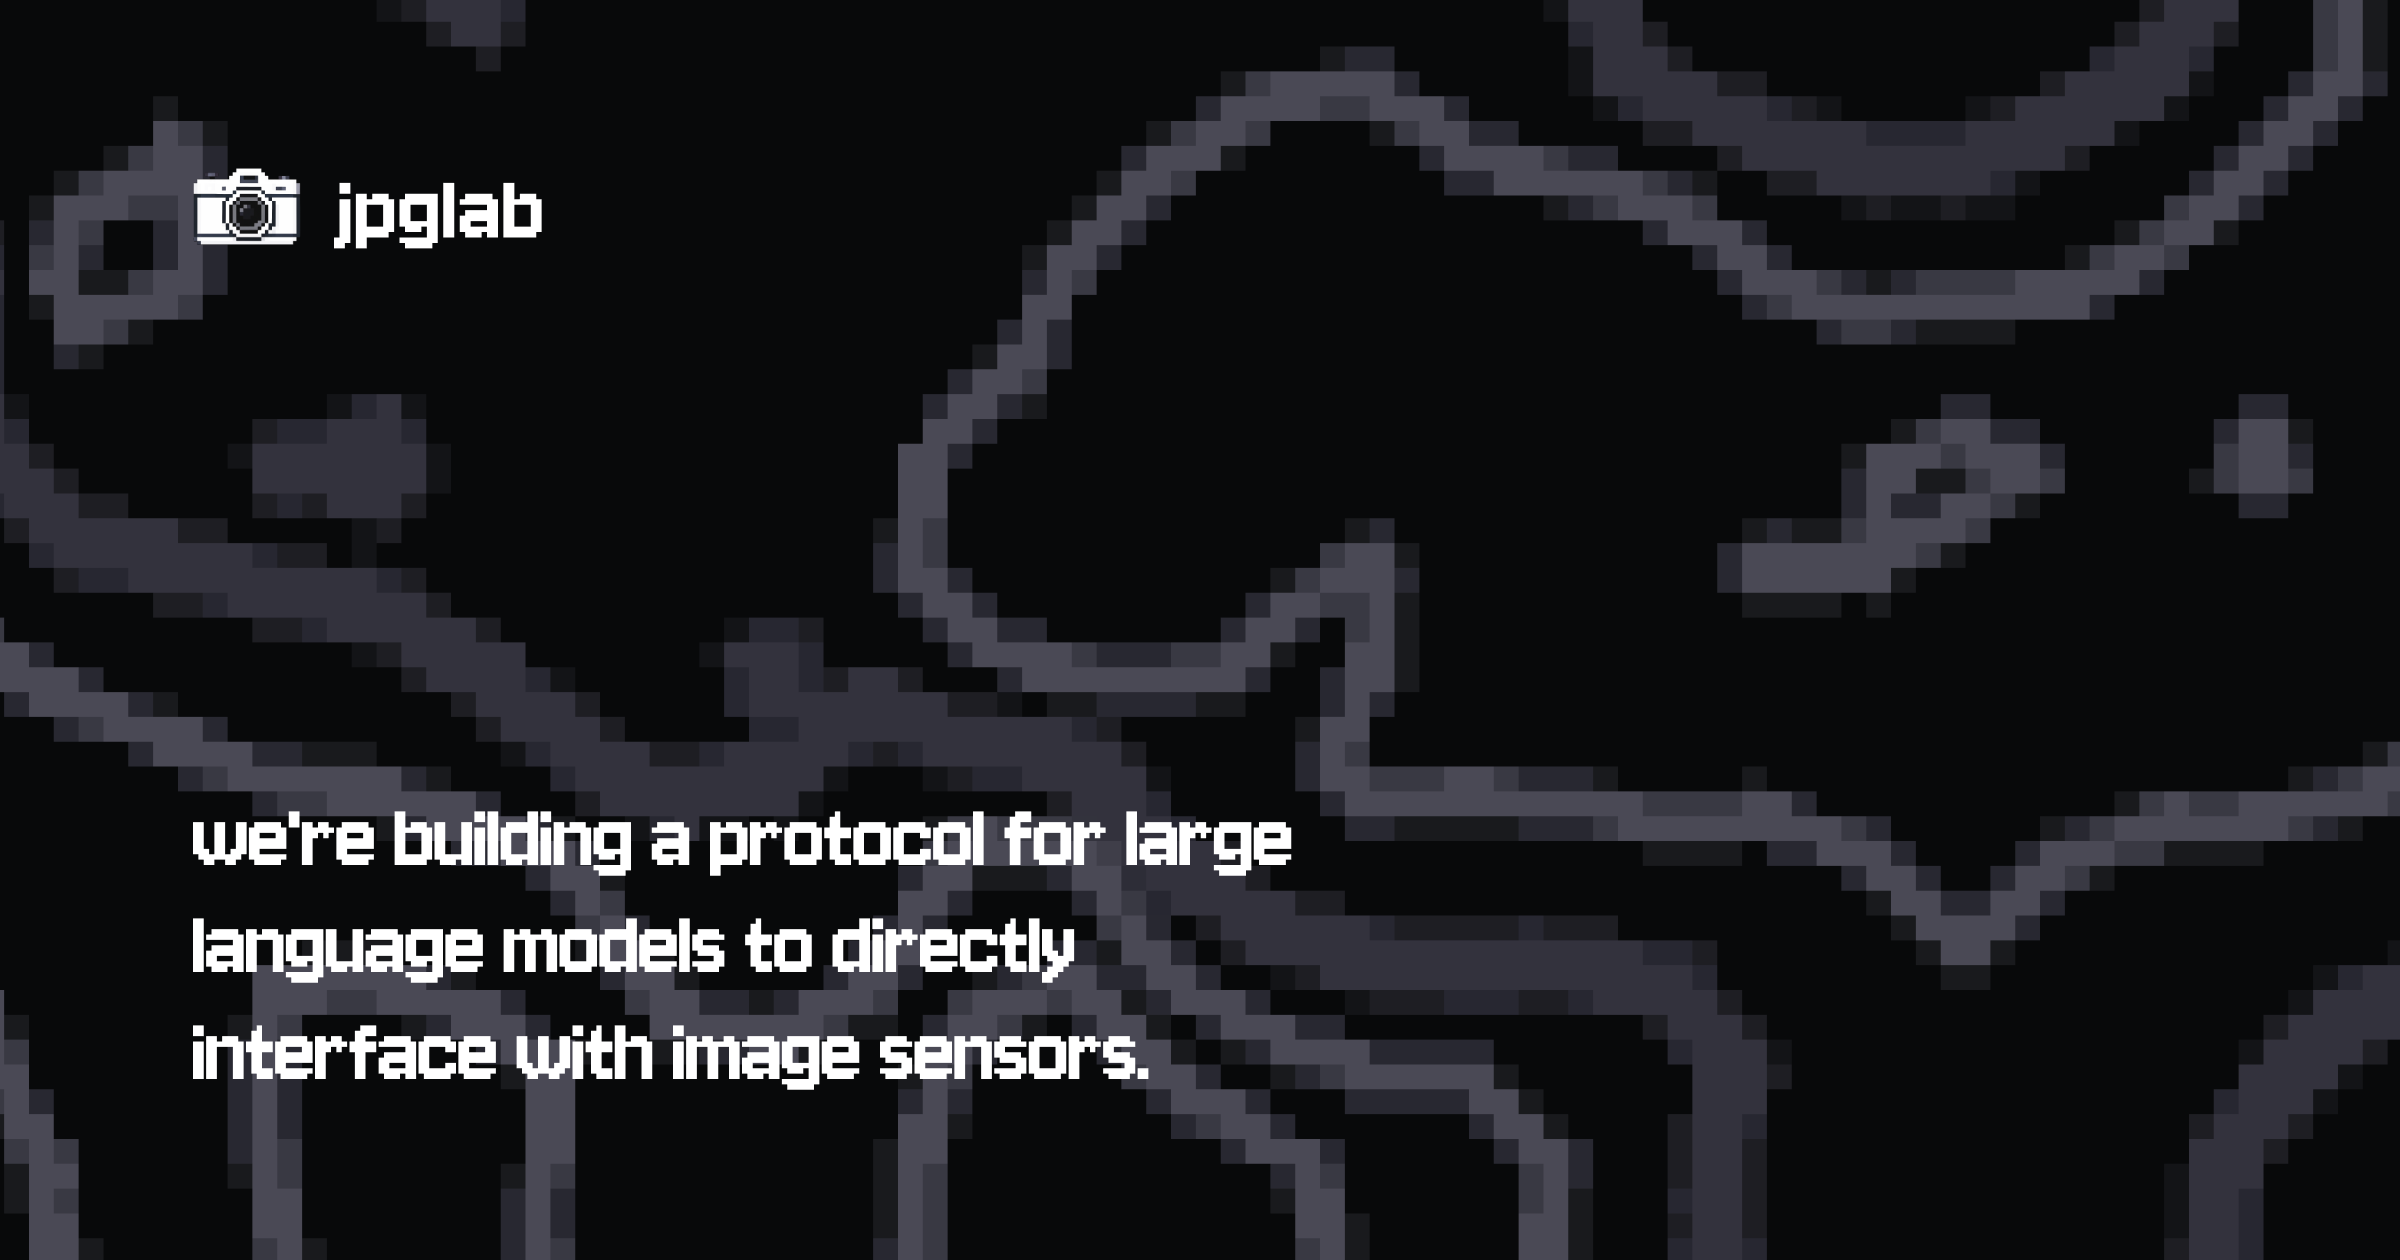 jpglab
we're building a protocol for large
language models to directly
interface with image sensors.